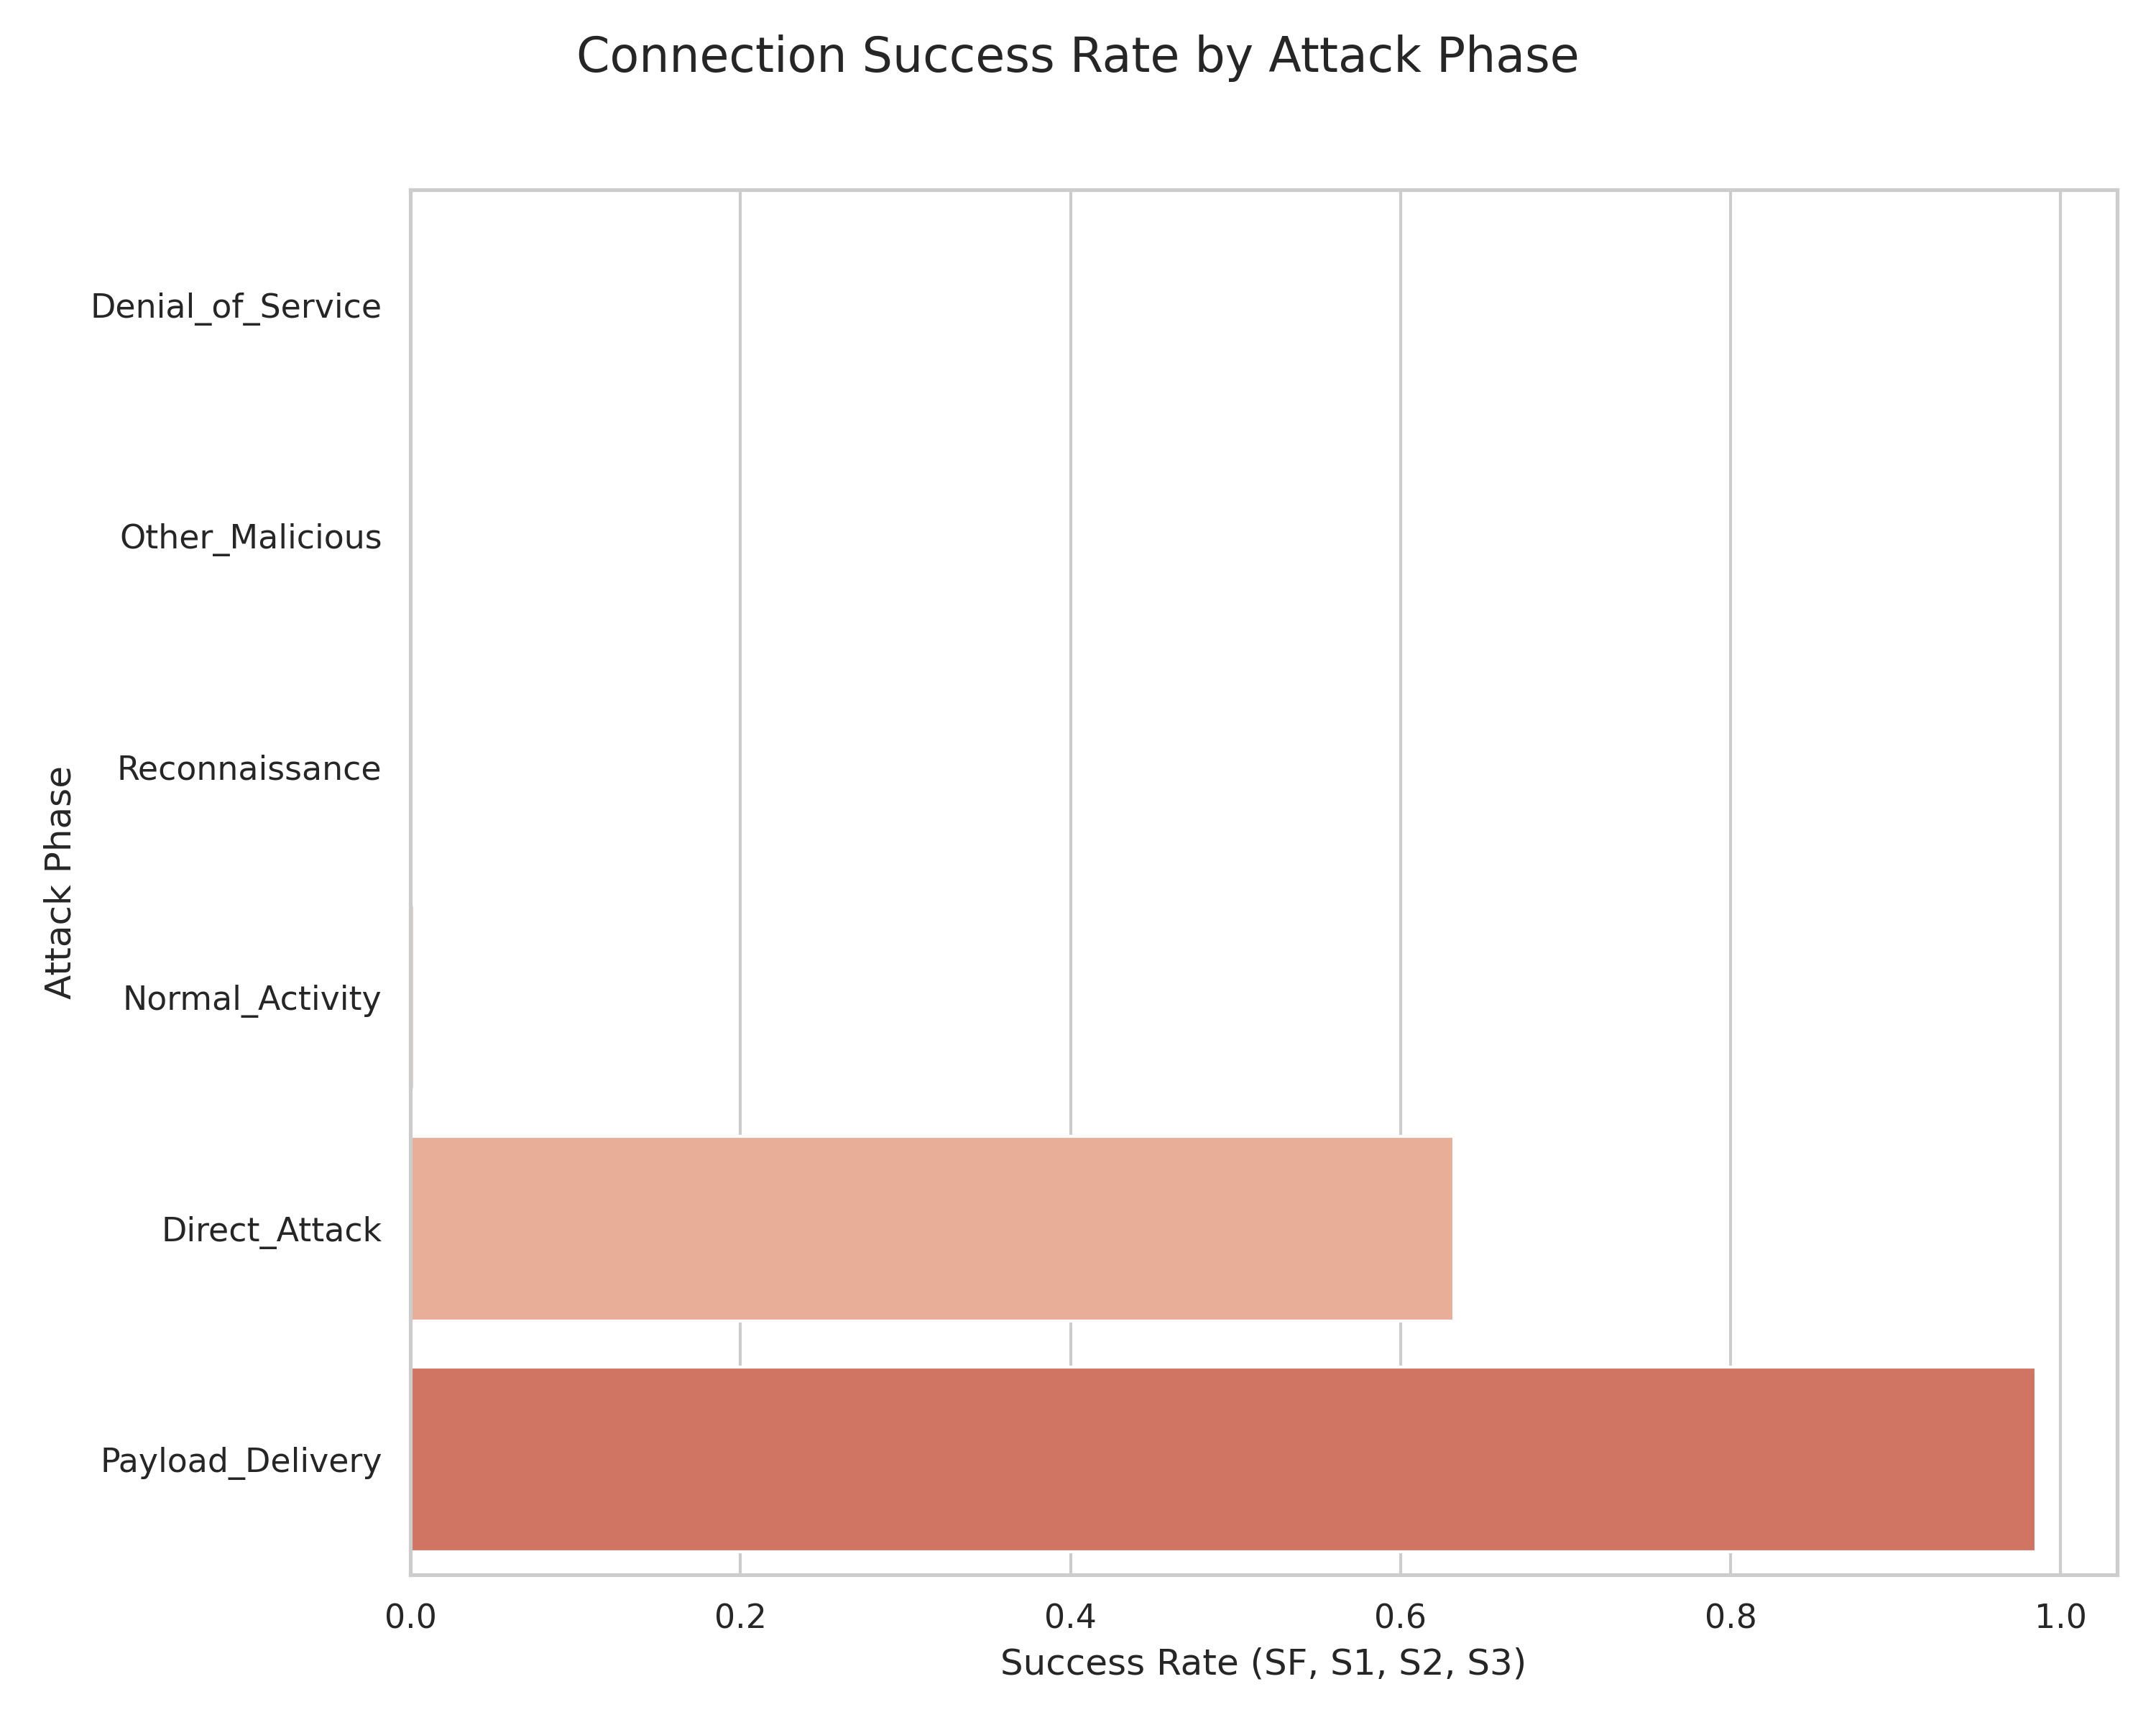 Connection Success Rate by Attack Phase
Denial_of_Service
Other_Malicious
Reconnaissance
Normal_Activity
Direct_Attack
Payload_Delivery
Attack Phase
0.0 0.2 0.4 0.6 0.8 1.0
Success Rate (SF, S1, S2, S3)